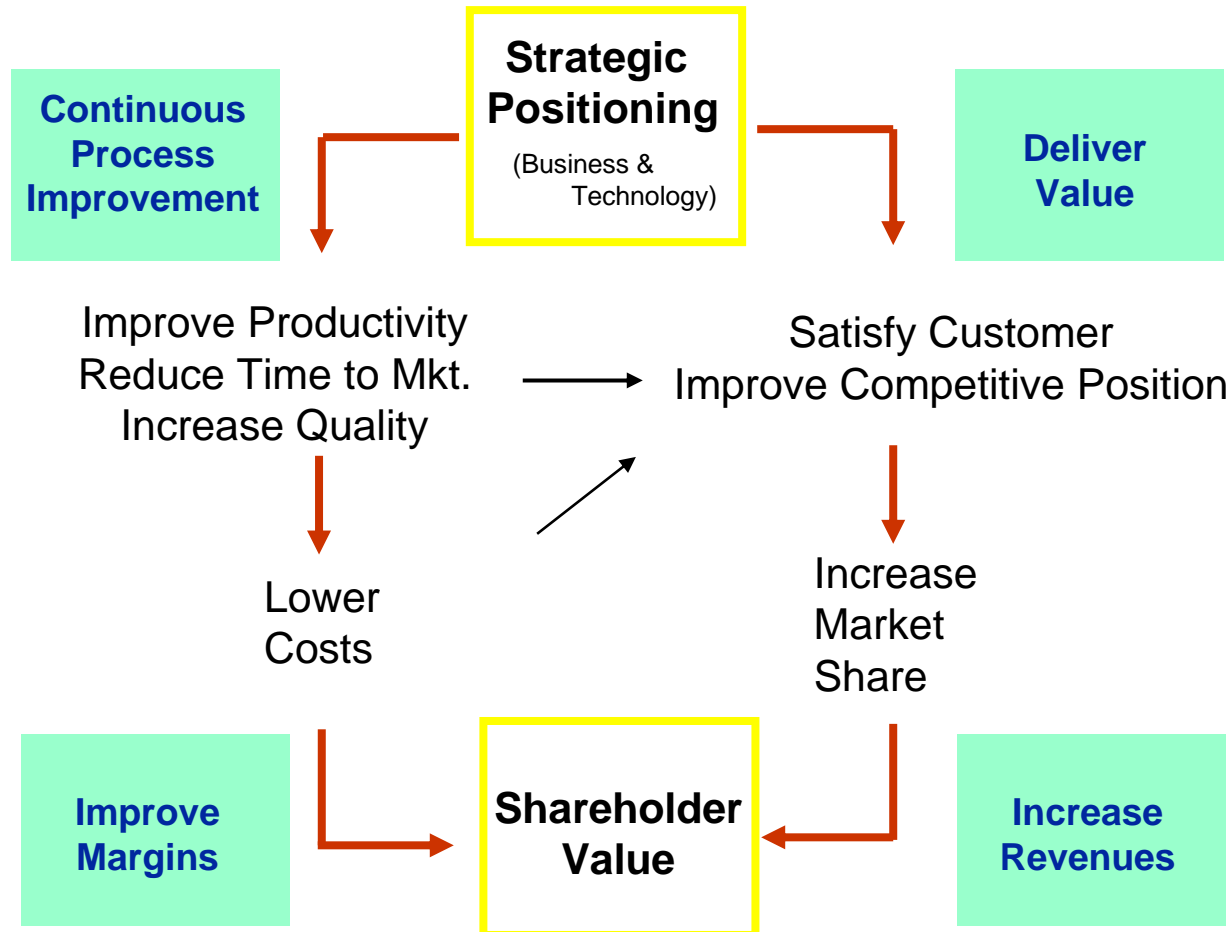 Strategic
Positioning
(Business &
Technology)
Continuous
Process
Improvement
Deliver
Value
Improve Productivity
Reduce Time to Mkt.
Increase Quality
Satisfy Customer
Improve Competitive Position
Lower
Costs
Increase
Market
Share
Improve
Margins
Shareholder
Value
Increase
Revenues